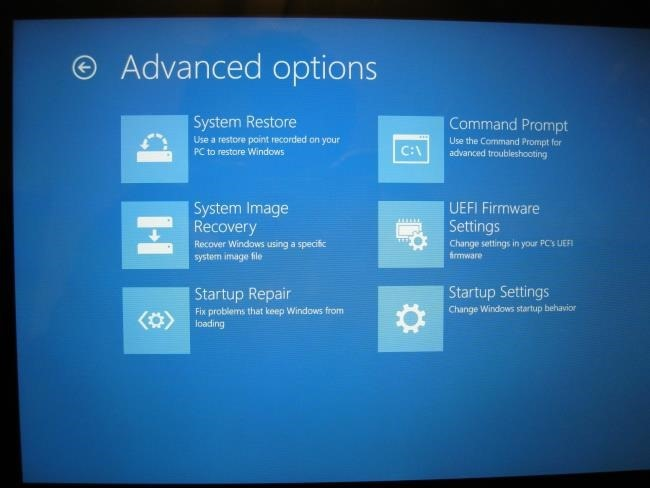 Advanced options
System Restore
Use a restore point recorded on your
PC to restore Windows
System Image
Recovery
Recover Windows using a specific
system image file
Startup Repair
Fix problems that keep Windows from
loading
C:\
Command Prompt
Use the Command Prompt for
advanced troubleshooting
UEFI Firmware
Settings
Change settings in your PC's UEFI
firmware
Startup Settings
Change Windows startup behavior